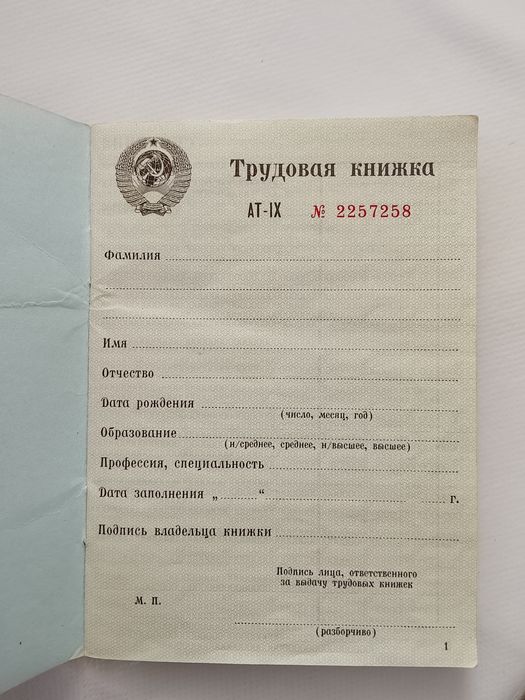 Трудовая книжка
АТ-IX № 2257258
Фамилия
Имя
Отчество
Дата рождения
(число, месяц, год)
Образование
(н/среднее, среднее, н/высшее, высшее)
Профессия, специальность
Дата заполнения „ “ г.
Подпись владельца книжки
Подпись лица, ответственного
за выдачу трудовых книжек
М. П.
(разборчиво)
1